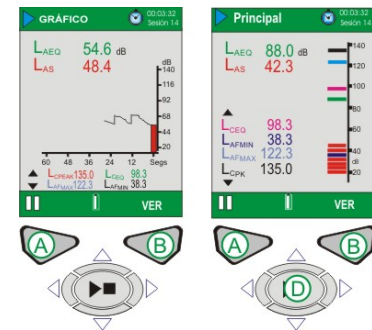 GRÁFICO
00:03:32
Sesión 14
LAEQ 54.6 dB
LAS 48.4
dB
140
116
92
68
44
20
60 48 36 24 12 Segs
LCPEAK 135.0 LCEQ 98.3
LAFMAX 122.3 LAFMIN 38.3
VER
A
B
Principal
00:03:32
Sesión 14
LAEQ 88.0 dB
LAS 42.3
140
120
100
80
60
40
dB
20
LCEQ 98.3
LAFMIN 38.3
LAFMAX 122.3
LCPK 135.0
VER
A
B
D